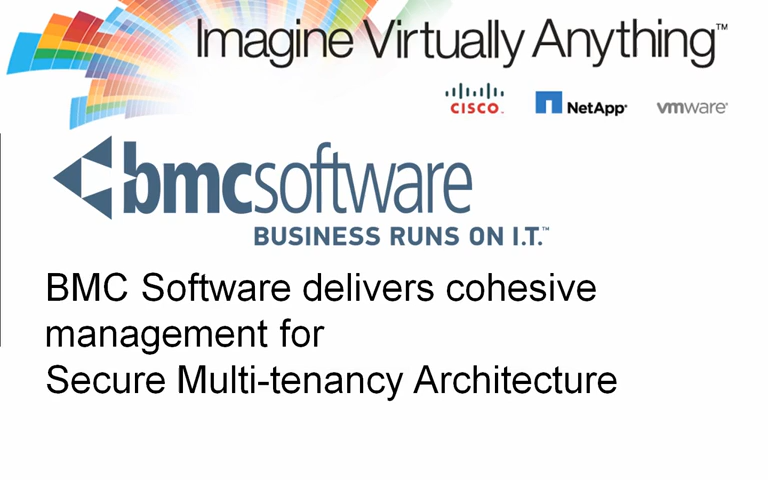 Imagine Virtually Anything™
CISCO. NetApp® vmware®
bmcsoftware
BUSINESS RUNS ON I.T.™
BMC Software delivers cohesive
management for
Secure Multi-tenancy Architecture